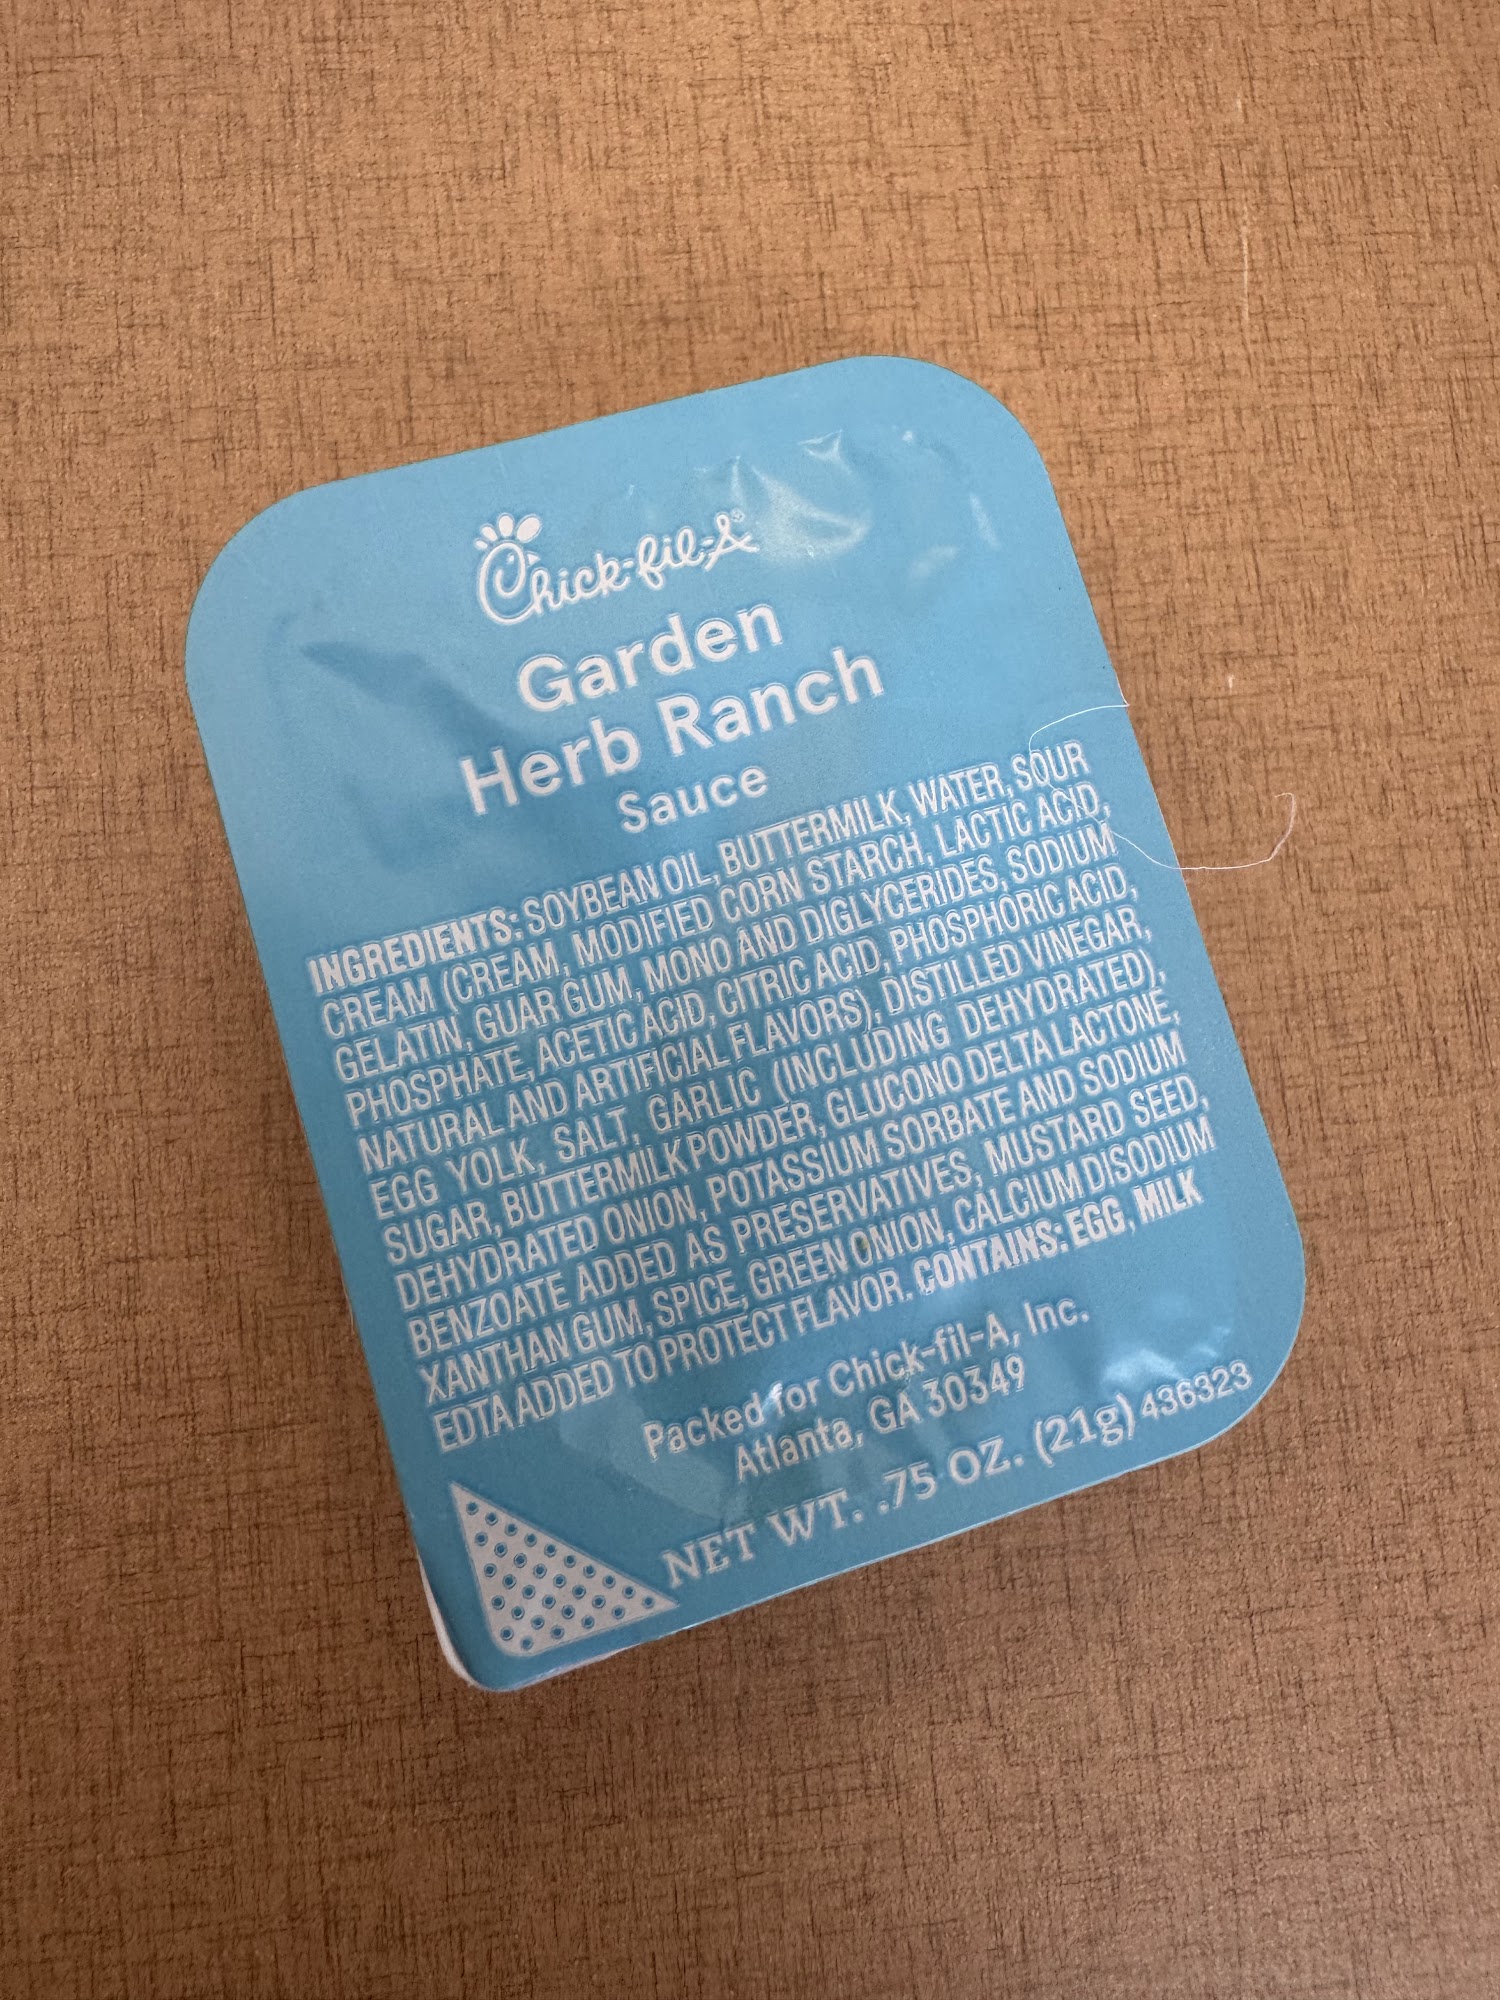 Chick-fil-A®
Garden
Herb Ranch
Sauce
INGREDIENTS: SOYBEAN OIL, BUTTERMILK, WATER, SOUR
CREAM (CREAM, MODIFIED CORN STARCH, LACTIC ACID,
GELATIN, GUAR GUM, MONO AND DIGLYCERIDES, SODIUM
PHOSPHATE, ACETIC ACID, CITRIC ACID, PHOSPHORIC ACID,
NATURAL AND ARTIFICIAL FLAVORS), DISTILLED VINEGAR,
EGG YOLK, SALT, GARLIC (INCLUDING DEHYDRATED),
SUGAR, BUTTERMILK POWDER, GLUCONO DELTA LACTONE,
DEHYDRATED ONION, POTASSIUM SORBATE AND SODIUM
BENZOATE ADDED AS PRESERVATIVES, MUSTARD SEED,
XANTHAN GUM, SPICE, GREEN ONION, CALCIUM DISODIUM
EDTA ADDED TO PROTECT FLAVOR. CONTAINS: EGG, MILK
Packed for Chick-fil-A, Inc.
Atlanta, GA 30349
NET WT. .75 OZ. (21g) 436323